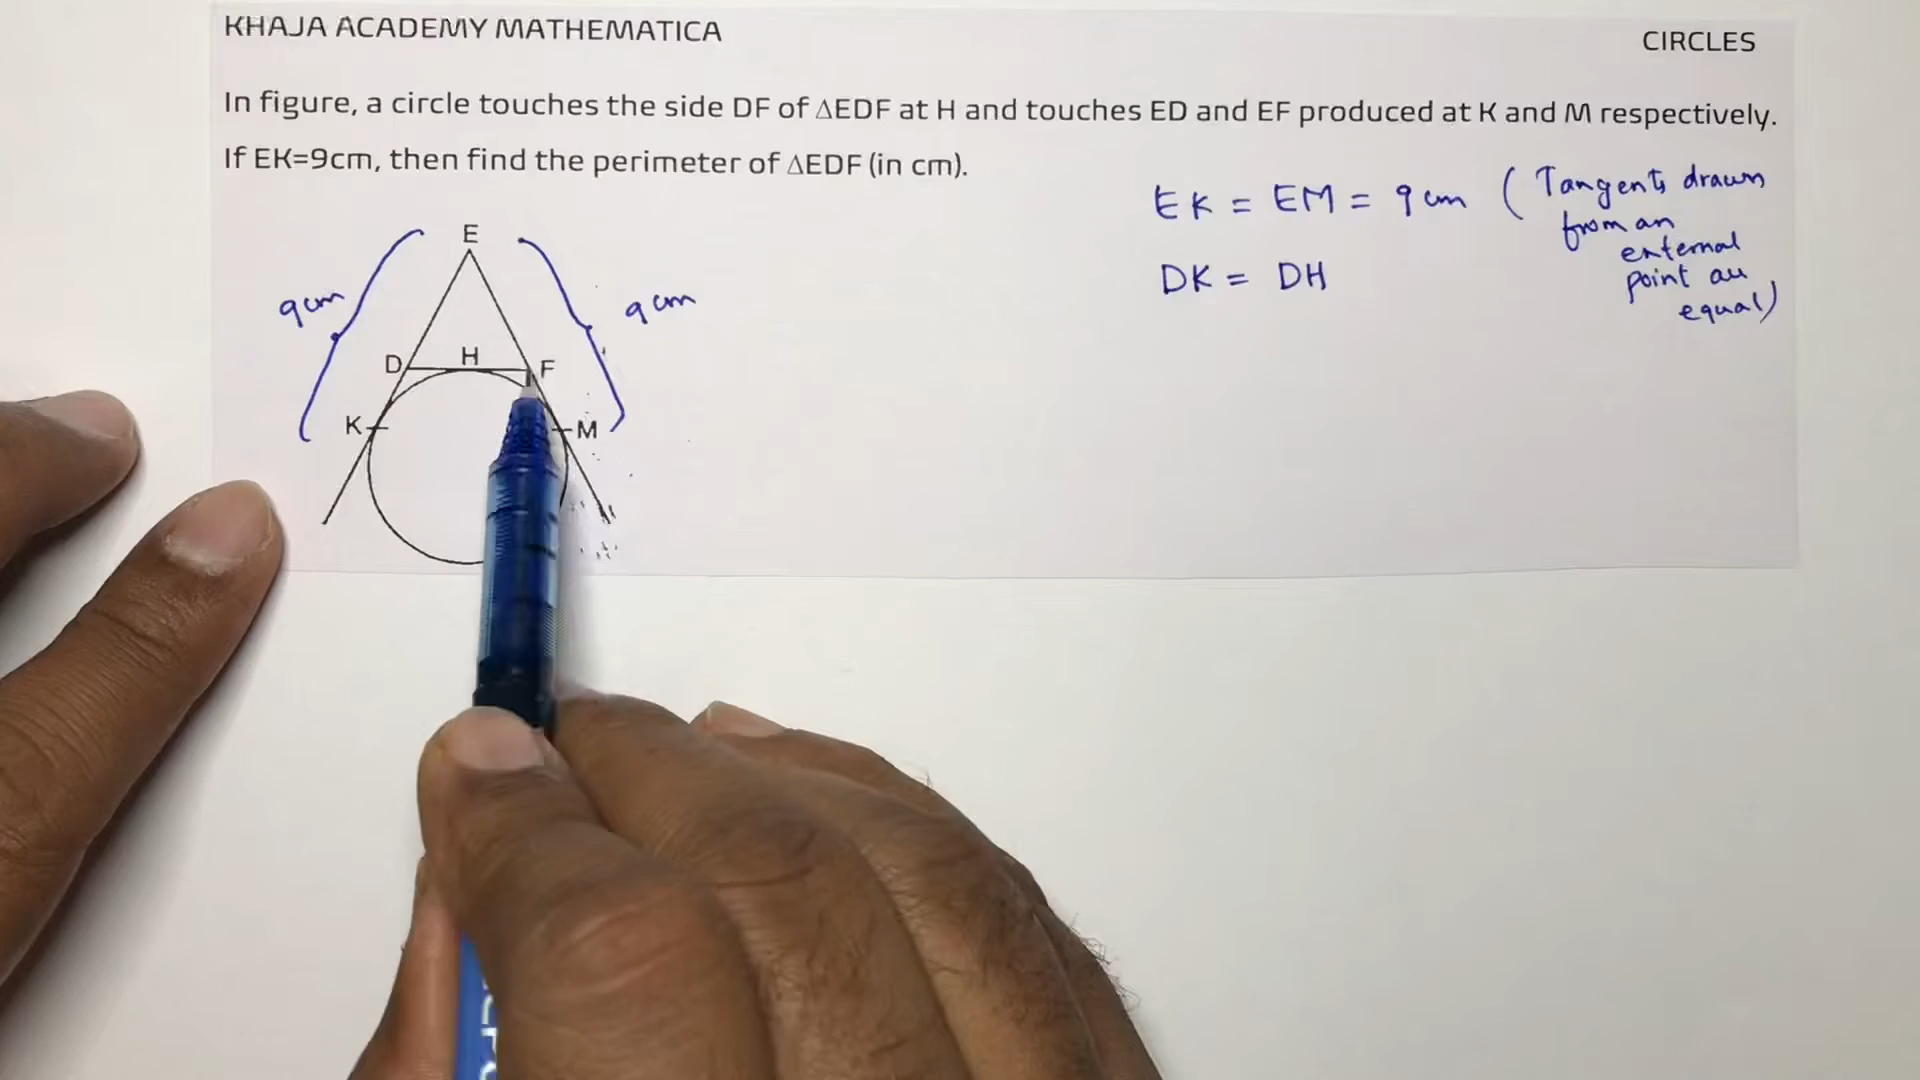 KHAJA ACADEMY MATHEMATICA
CIRCLES
In figure, a circle touches the side DF of ∆EDF at H and touches ED and EF produced at K and M respectively.
If EK=9cm, then find the perimeter of ∆EDF (in cm).
EK = EM = 9 cm (Tangents drawn
from an
external
point are
equal)
DK = DH
E
9cm
9 cm
D
H
F
K
M